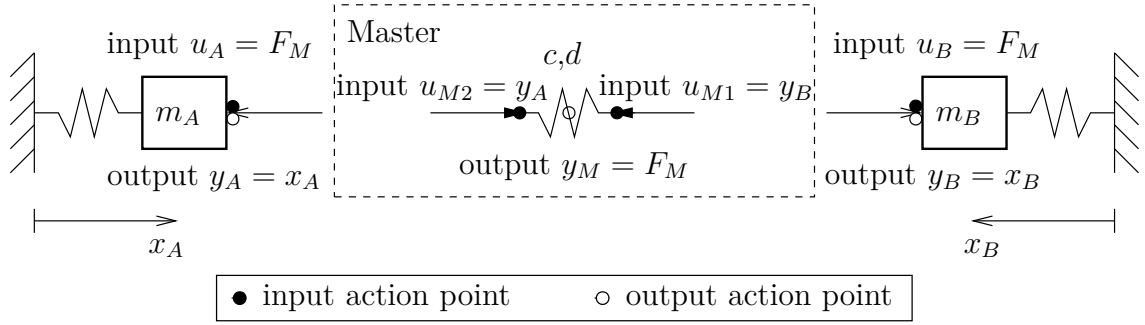 input u_A = F_M
Master
input u_B = F_M
c,d
input u_{M2} = y_A
input u_{M1} = y_B
m_A
m_B
output y_A = x_A
output y_M = F_M
output y_B = x_B
x_A
x_B
input action point
output action point